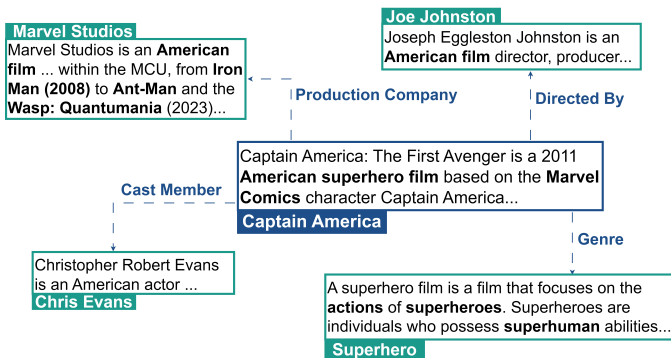 Marvel Studios
Marvel Studios is an American
film ... within the MCU, from Iron
Man (2008) to Ant-Man and the
Wasp: Quantumania (2023)...
Joe Johnston
Joseph Eggleston Johnston is an
American film director, producer...
Production Company
Directed By
Captain America: The First Avenger is a 2011
American superhero film based on the Marvel
Comics character Captain America...
Captain America
Cast Member
Genre
Christopher Robert Evans
is an American actor ...
Chris Evans
A superhero film is a film that focuses on the
actions of superheroes. Superheroes are
individuals who possess superhuman abilities...
Superhero